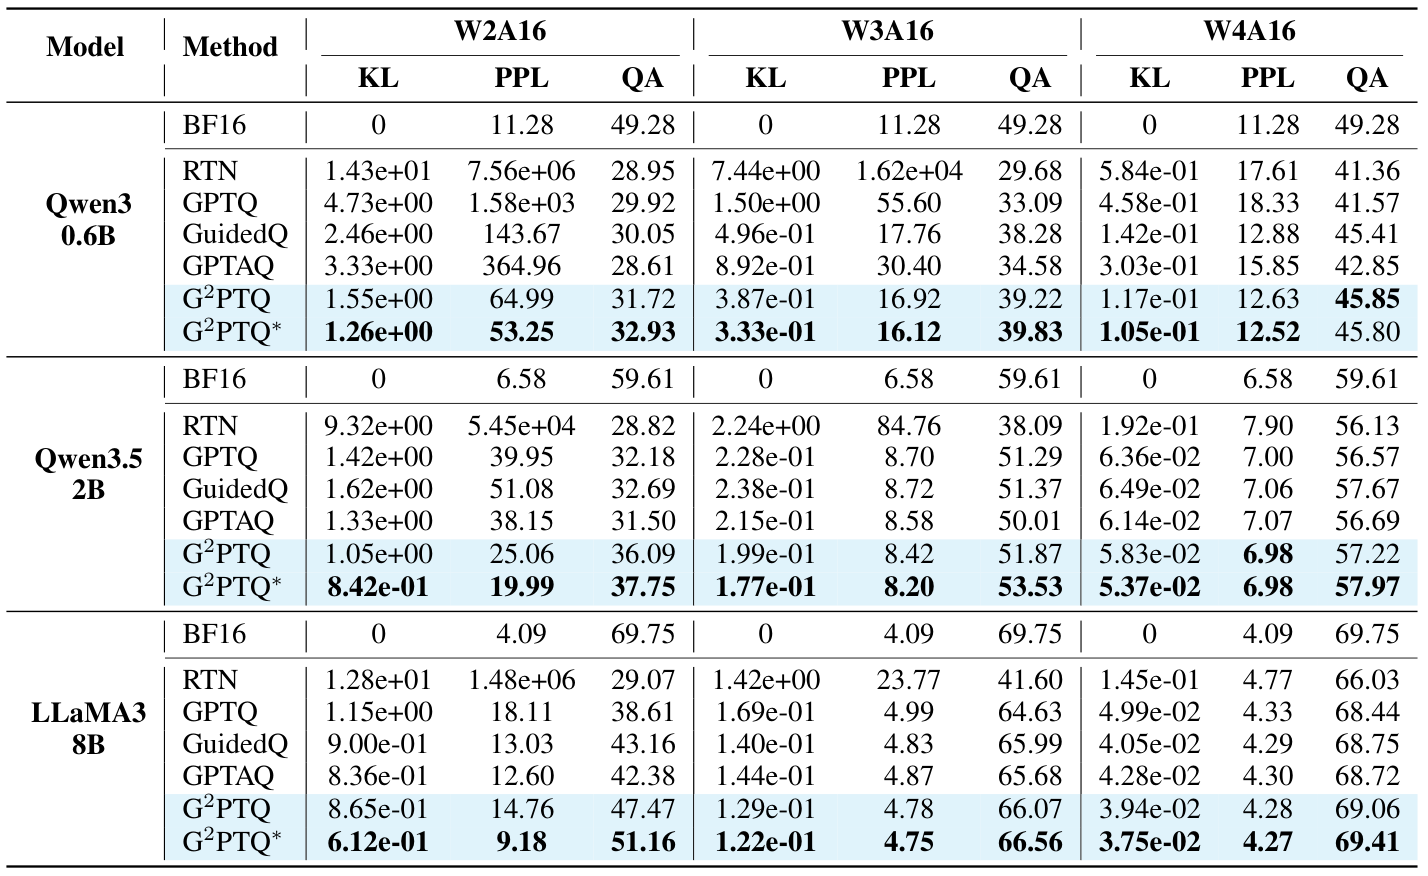 Model Method W2A16 W3A16 W4A16
KL PPL QA KL PPL QA KL PPL QA
BF16 0 11.28 49.28 0 11.28 49.28 0 11.28 49.28
Qwen3 0.6B
RTN 1.43e+01 7.56e+06 28.95 7.44e+00 1.62e+04 29.68 5.84e-01 17.61 41.36
GPTQ 4.73e+00 1.58e+03 29.92 1.50e+00 55.60 33.09 4.58e-01 18.33 41.57
GuidedQ 2.46e+00 143.67 30.05 4.96e-01 17.76 38.28 1.42e-01 12.88 45.41
GPTAQ 3.33e+00 364.96 28.61 8.92e-01 30.40 34.58 3.03e-01 15.85 42.85
G²PTQ 1.55e+00 64.99 31.72 3.87e-01 16.92 39.22 1.17e-01 12.63 45.85
G²PTQ* 1.26e+00 53.25 32.93 3.33e-01 16.12 39.83 1.05e-01 12.52 45.80
BF16 0 6.58 59.61 0 6.58 59.61 0 6.58 59.61
Qwen3.5 2B
RTN 9.32e+00 5.45e+04 28.82 2.24e+00 84.76 38.09 1.92e-01 7.90 56.13
GPTQ 1.42e+00 39.95 32.18 2.28e-01 8.70 51.29 6.36e-02 7.00 56.57
GuidedQ 1.62e+00 51.08 32.69 2.38e-01 8.72 51.37 6.49e-02 7.06 57.67
GPTAQ 1.33e+00 38.15 31.50 2.15e-01 8.58 50.01 6.14e-02 7.07 56.69
G²PTQ 1.05e+00 25.06 36.09 1.99e-01 8.42 51.87 5.83e-02 6.98 57.22
G²PTQ* 8.42e-01 19.99 37.75 1.77e-01 8.20 53.53 5.37e-02 6.98 57.97
BF16 0 4.09 69.75 0 4.09 69.75 0 4.09 69.75
LLaMA3 8B
RTN 1.28e+01 1.48e+06 29.07 1.42e+00 23.77 41.60 1.45e-01 4.77 66.03
GPTQ 1.15e+00 18.11 38.61 1.69e-01 4.99 64.63 4.99e-02 4.33 68.44
GuidedQ 9.00e-01 13.03 43.16 1.40e-01 4.83 65.99 4.05e-02 4.29 68.75
GPTAQ 8.36e-01 12.60 42.38 1.44e-01 4.87 65.68 4.28e-02 4.30 68.72
G²PTQ 8.65e-01 14.76 47.47 1.29e-01 4.78 66.07 3.94e-02 4.28 69.06
G²PTQ* 6.12e-01 9.18 51.16 1.22e-01 4.75 66.56 3.75e-02 4.27 69.41